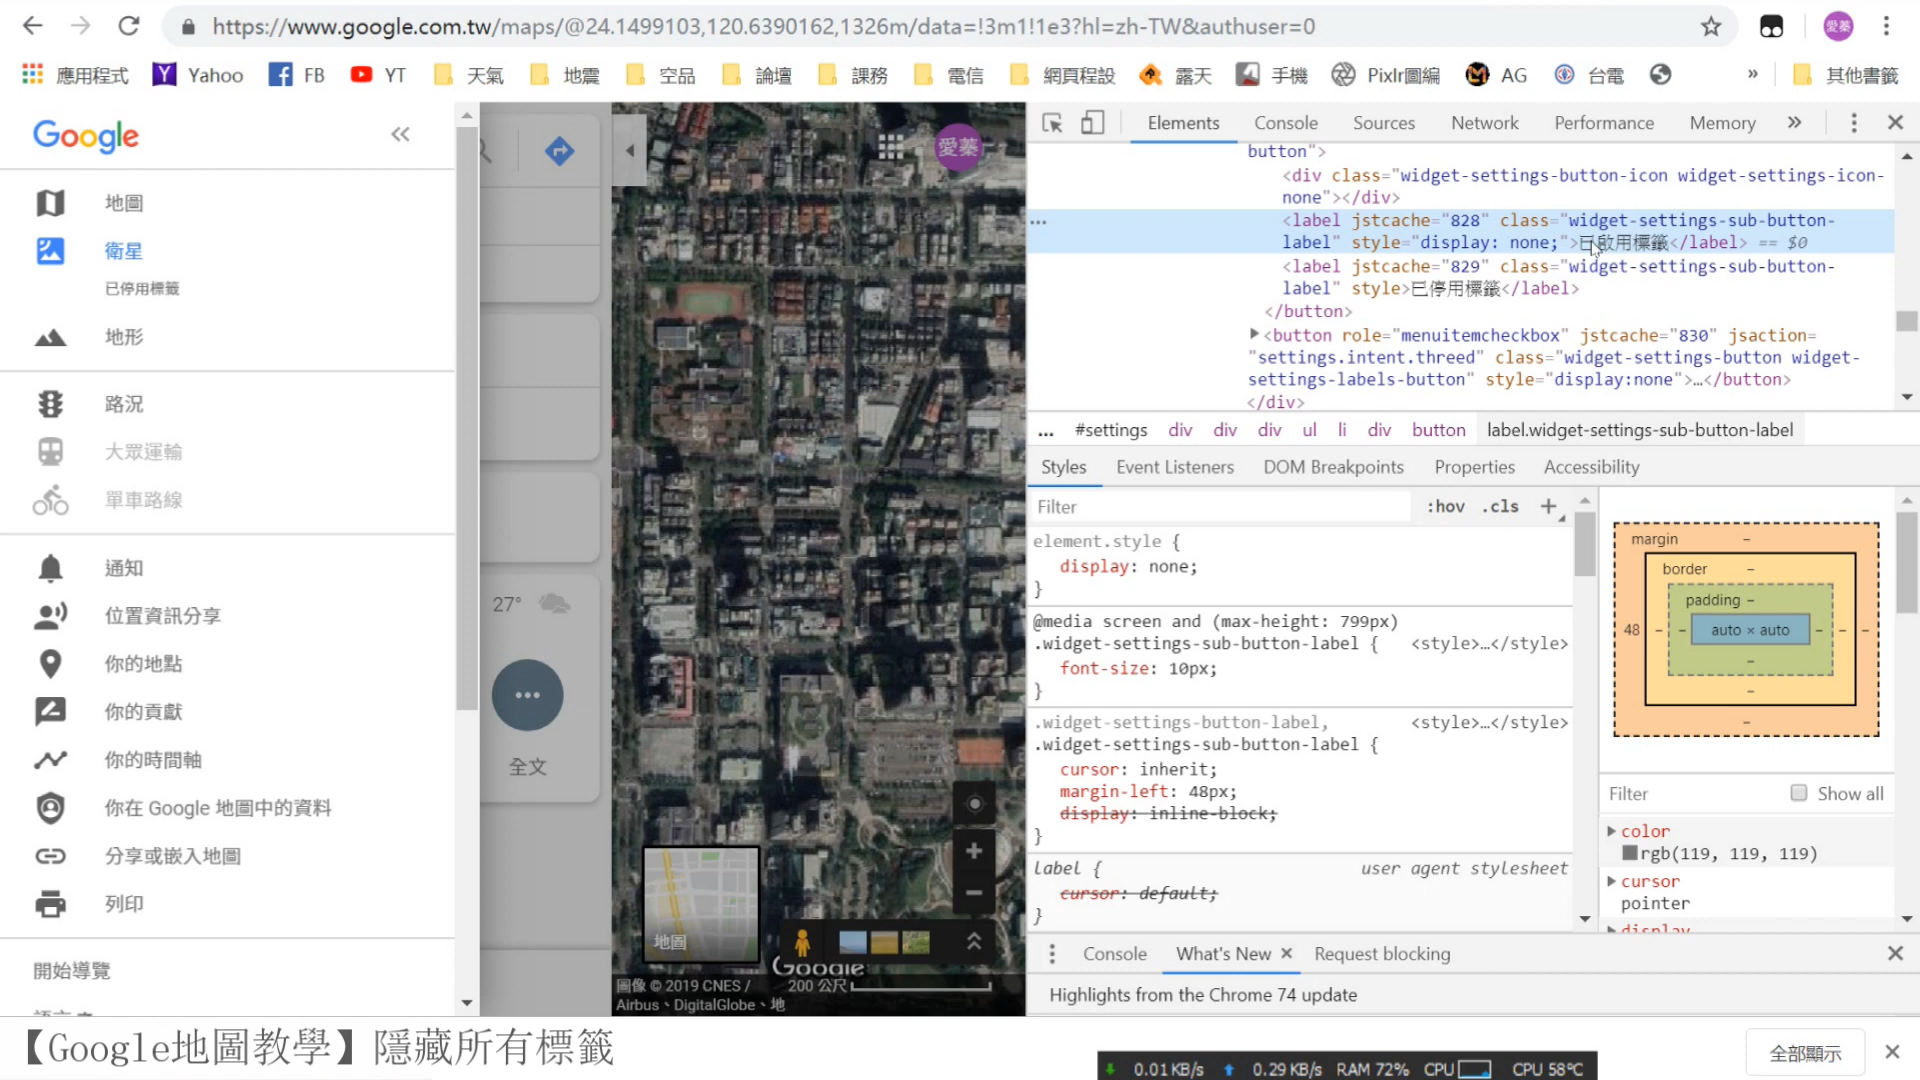 https://www.google.com.tw/maps/@24.1499103,120.6390162,1326m/data=!3m1!1e3?hl=zh-TW&authuser=0
愛蓁
應用程式 Yahoo FB YT 天氣 地震 空品 論壇 課務 電信 網頁程設 露天 手機 Pixlr圖編 AG 台電 » 其他書籤
Google
地圖
衛星
已停用標籤
地形
路況
大眾運輸
單車路線
通知
位置資訊分享
你的地點
你的貢獻
你的時間軸
你在 Google 地圖中的資料
分享或嵌入地圖
列印
開始導覽
27°
全文
愛蓁
地圖
Google
圖像 © 2019 CNES / 200 公尺
Airbus、DigitalGlobe、地
Elements Console Sources Network Performance Memory »
button">
<div class="widget-settings-button-icon widget-settings-icon-
none"></div>
<label jstcache="828" class="widget-settings-sub-button-
label" style="display: none;">已啟用標籤</label> == $0
<label jstcache="829" class="widget-settings-sub-button-
label" style>已停用標籤</label>
</button>
<button role="menuitemcheckbox" jstcache="830" jsaction=
"settings.intent.threed" class="widget-settings-button widget-
settings-labels-button" style="display:none">…</button>
</div>
... #settings div div div ul li div button label.widget-settings-sub-button-label
Styles Event Listeners DOM Breakpoints Properties Accessibility
Filter :hov .cls +
element.style {
display: none;
}
@media screen and (max-height: 799px)
.widget-settings-sub-button-label { <style>…</style>
font-size: 10px;
}
.widget-settings-button-label, <style>…</style>
.widget-settings-sub-button-label {
cursor: inherit;
margin-left: 48px;
display: inline-block;
}
label { user agent stylesheet
cursor: default;
}
margin –
border –
padding –
48 – – auto × auto – – –
–
–
–
Filter Show all
color
rgb(119, 119, 119)
cursor
pointer
display
Console What's New × Request blocking
Highlights from the Chrome 74 update
【Google地圖教學】隱藏所有標籤
全部顯示
0.01 KB/s 0.29 KB/s RAM 72% CPU CPU 58°C